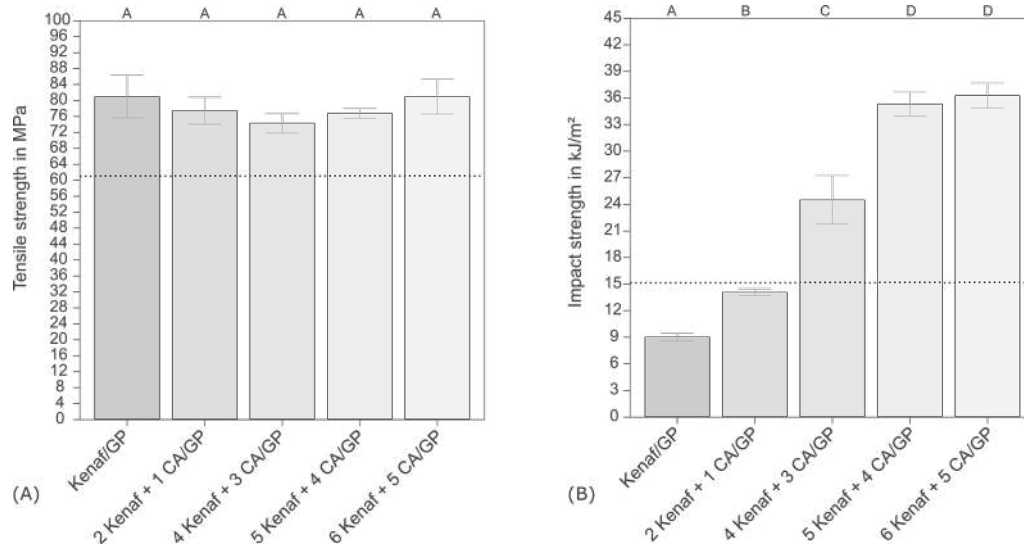 A A A A A
100
96
92
88
84
80
76
72
68
64
60
56
52
48
44
40
36
32
28
24
20
16
12
8
4
0
Tensile strength in MPa
Kenaf/GP
2 Kenaf + 1 CA/GP
4 Kenaf + 3 CA/GP
5 Kenaf + 4 CA/GP
6 Kenaf + 5 CA/GP
(A)
A B C D D
45
42
39
36
33
30
27
24
21
18
15
12
9
6
3
0
Impact strength in kJ/m²
Kenaf/GP
2 Kenaf + 1 CA/GP
4 Kenaf + 3 CA/GP
5 Kenaf + 4 CA/GP
6 Kenaf + 5 CA/GP
(B)